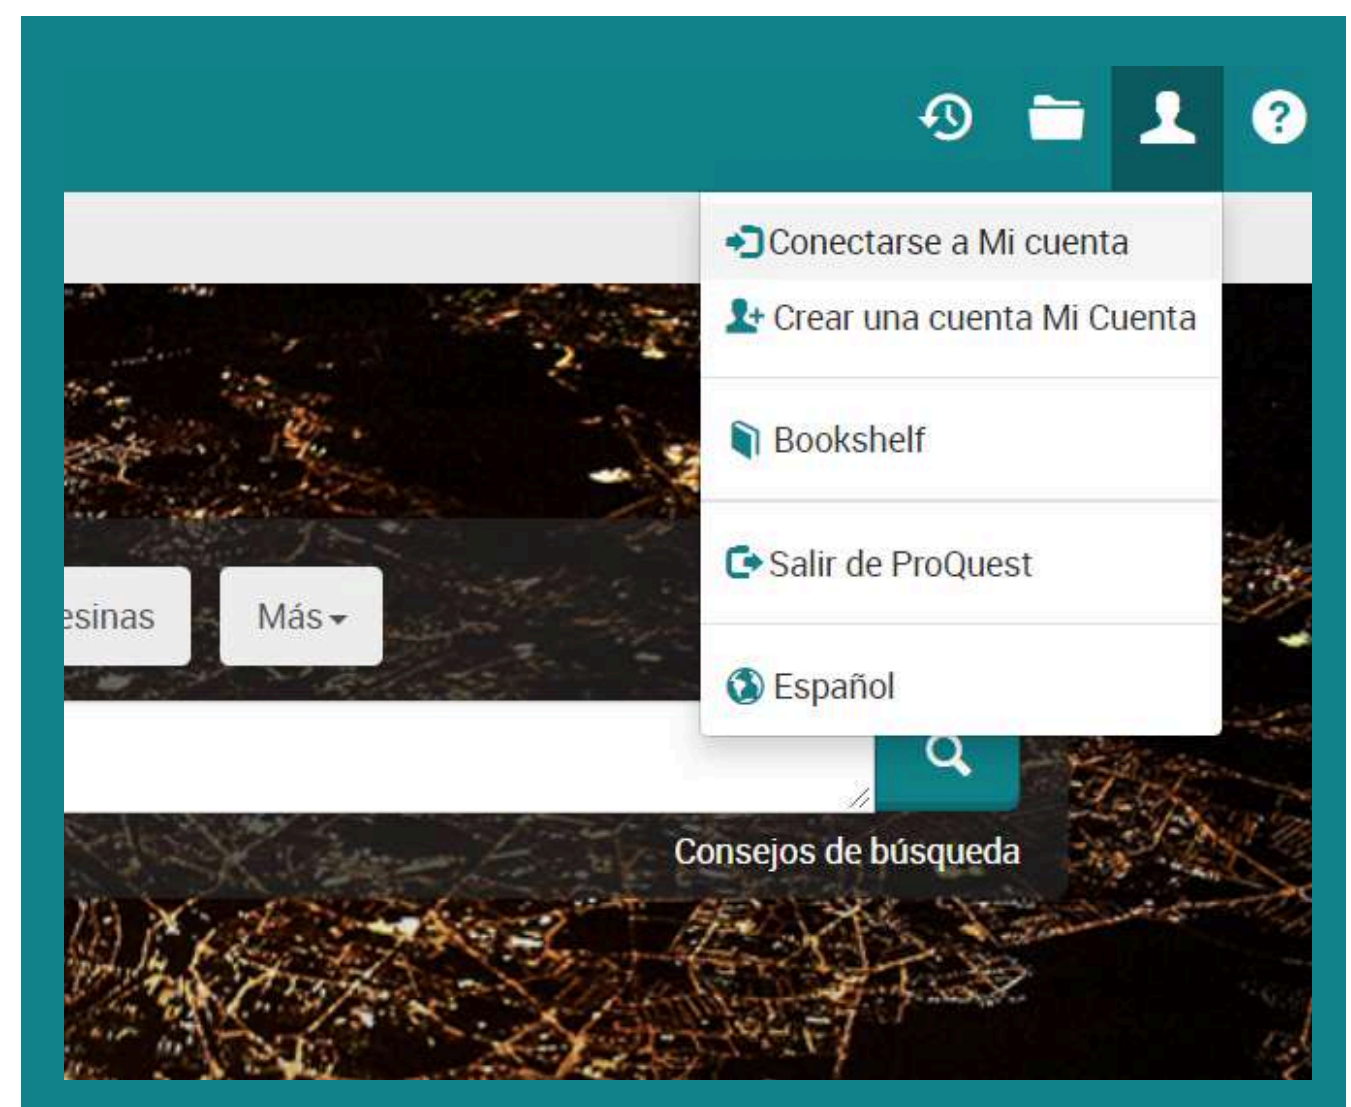 Conectarse a Mi cuenta
Crear una cuenta Mi Cuenta
Bookshelf
Salir de ProQuest
esinas
Más
Español
Consejos de búsqueda